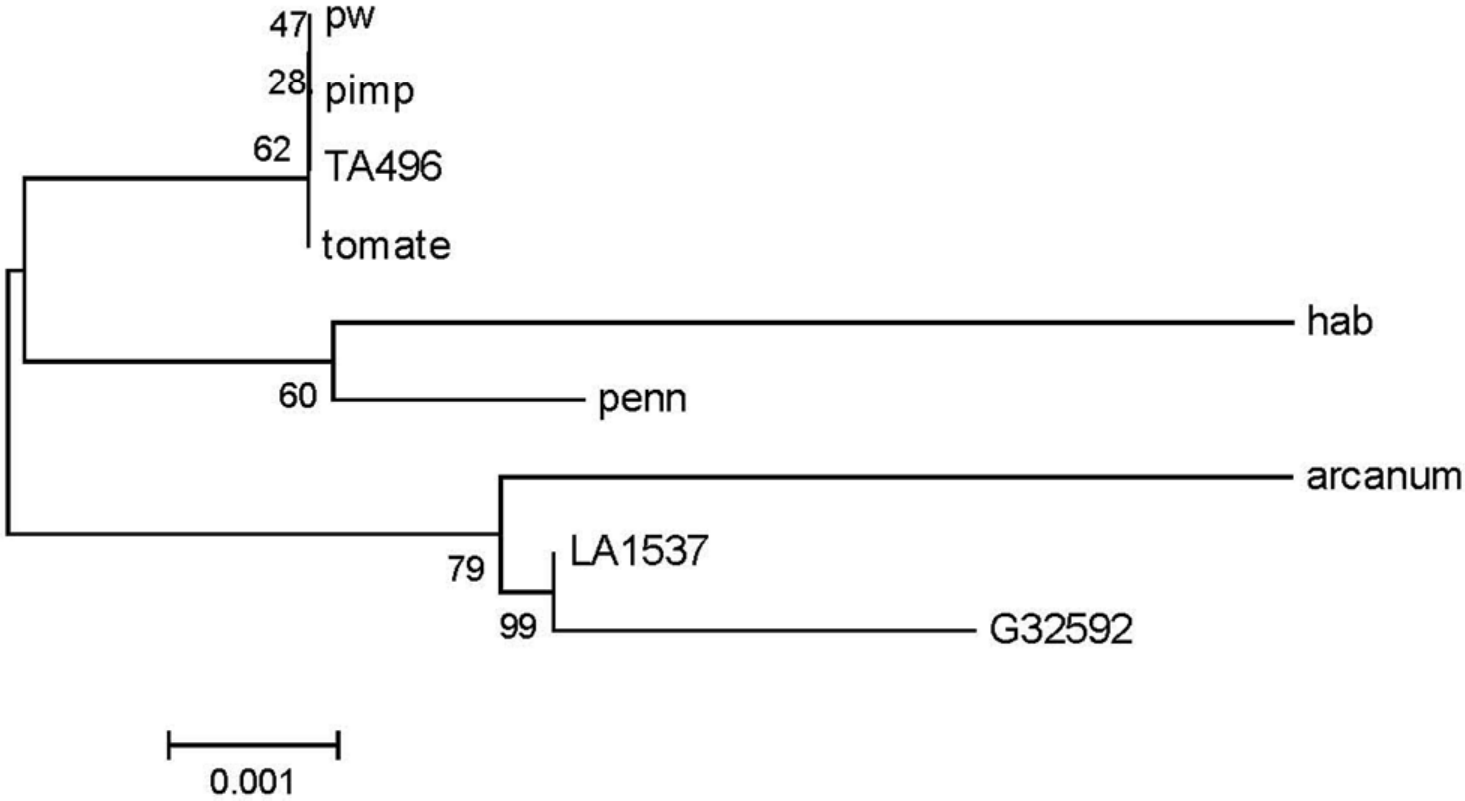 47 pw
28 pimp
62 TA496
tomate
hab
60 penn
arcanum
79 LA1537
99 G32592
0.001